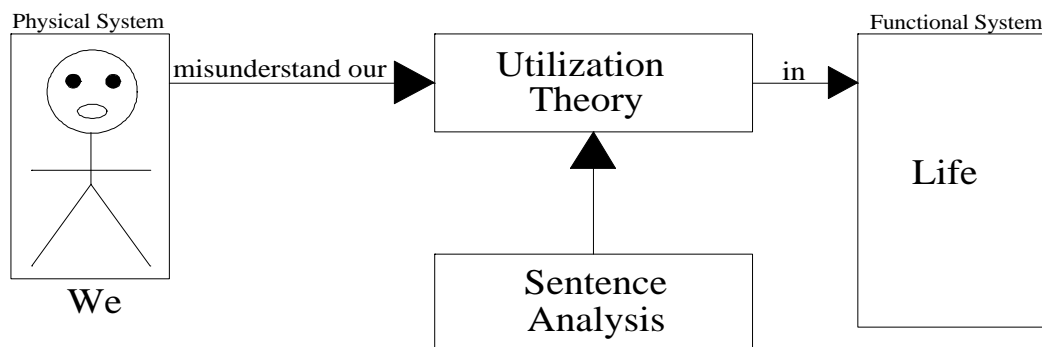 Physical System
Functional System
misunderstand our
Utilization
Theory
in
Life
We
Sentence
Analysis